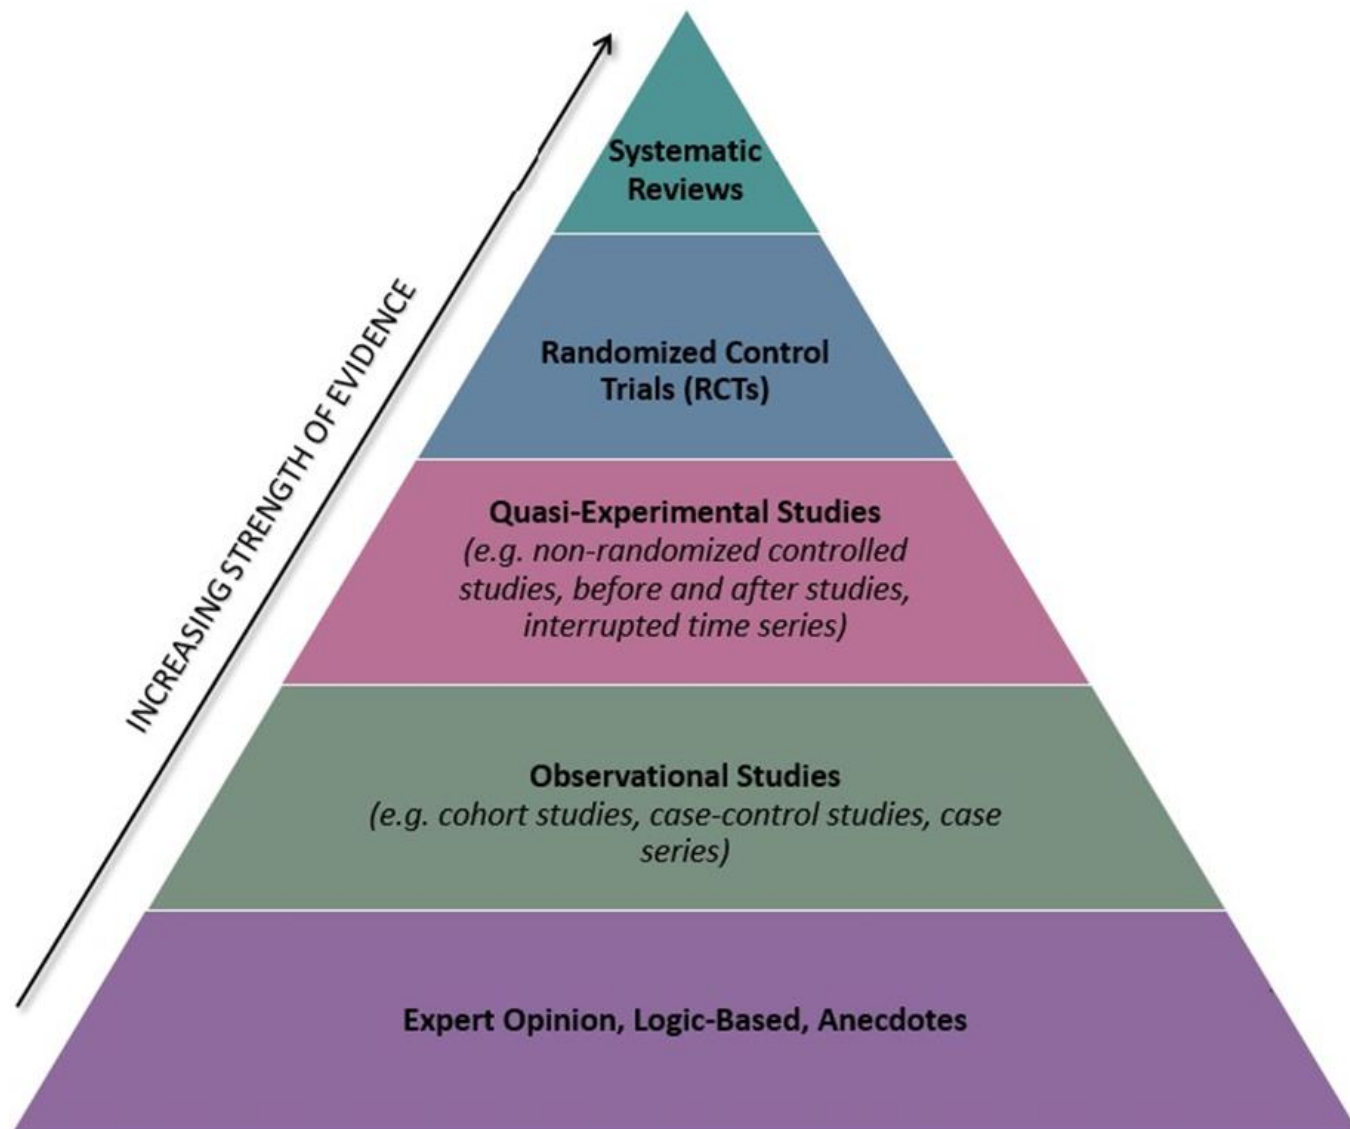 Systematic
Reviews
Randomized Control
Trials (RCTs)
INCREASING STRENGTH OF EVIDENCE
Quasi-Experimental Studies
(e.g. non-randomized controlled
studies, before and after studies,
interrupted time series)
Observational Studies
(e.g. cohort studies, case-control studies, case
series)
Expert Opinion, Logic-Based, Anecdotes